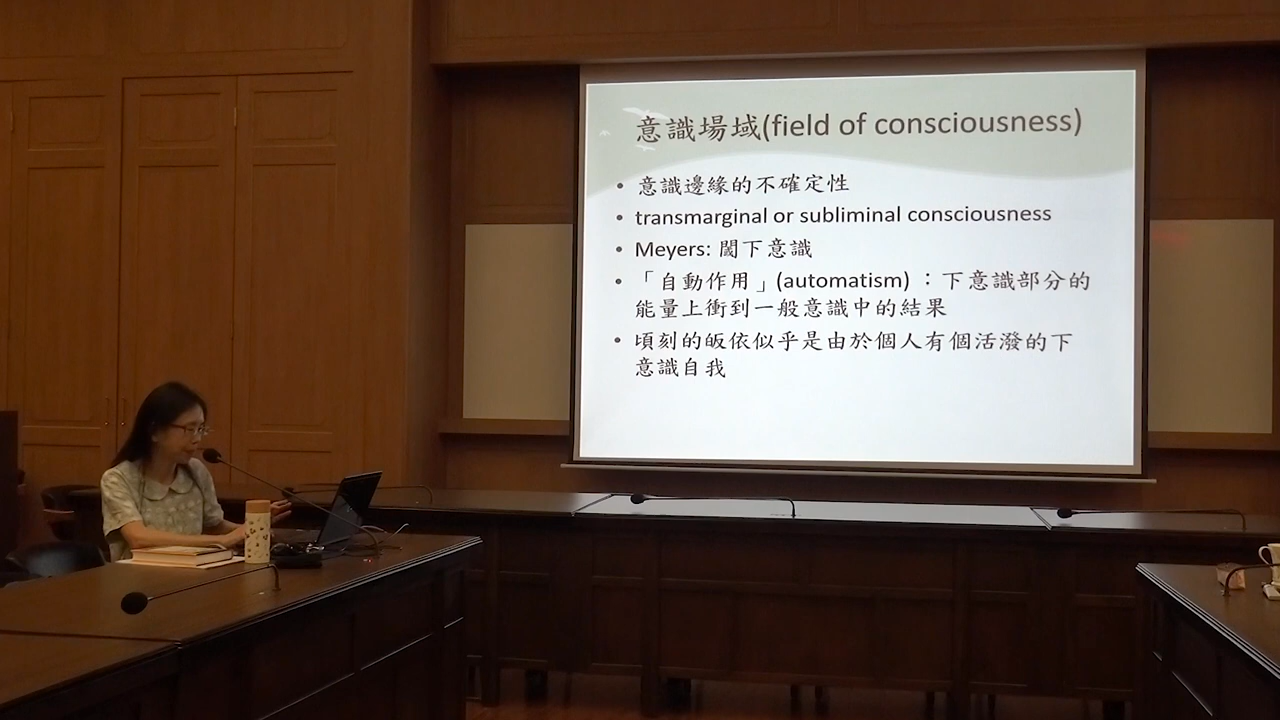 意識場域(field of consciousness)
• 意識邊緣的不確定性
• transmarginal or subliminal consciousness
• Meyers: 閾下意識
• 「自動作用」(automatism) ：下意識部分的
能量上衝到一般意識中的結果
• 頃刻的皈依似乎是由於個人有個活潑的下
意識自我